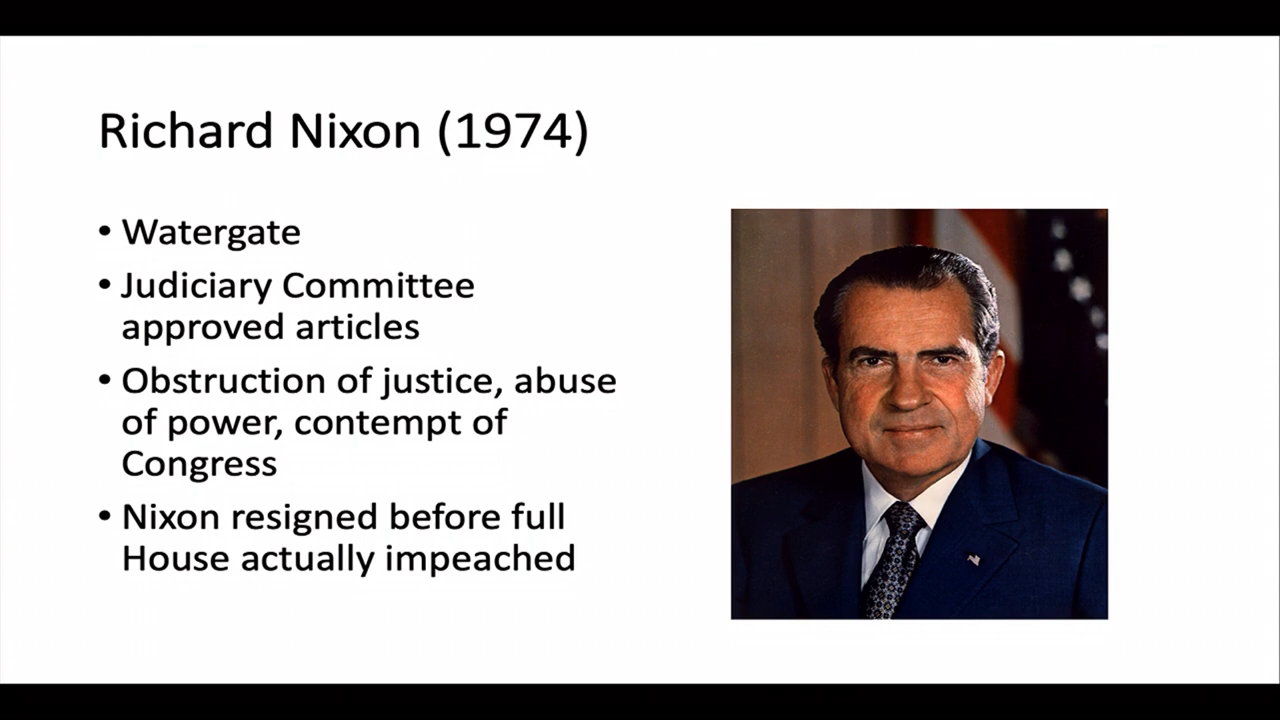 Richard Nixon (1974)
• Watergate
• Judiciary Committee
approved articles
• Obstruction of justice, abuse
of power, contempt of
Congress
• Nixon resigned before full
House actually impeached